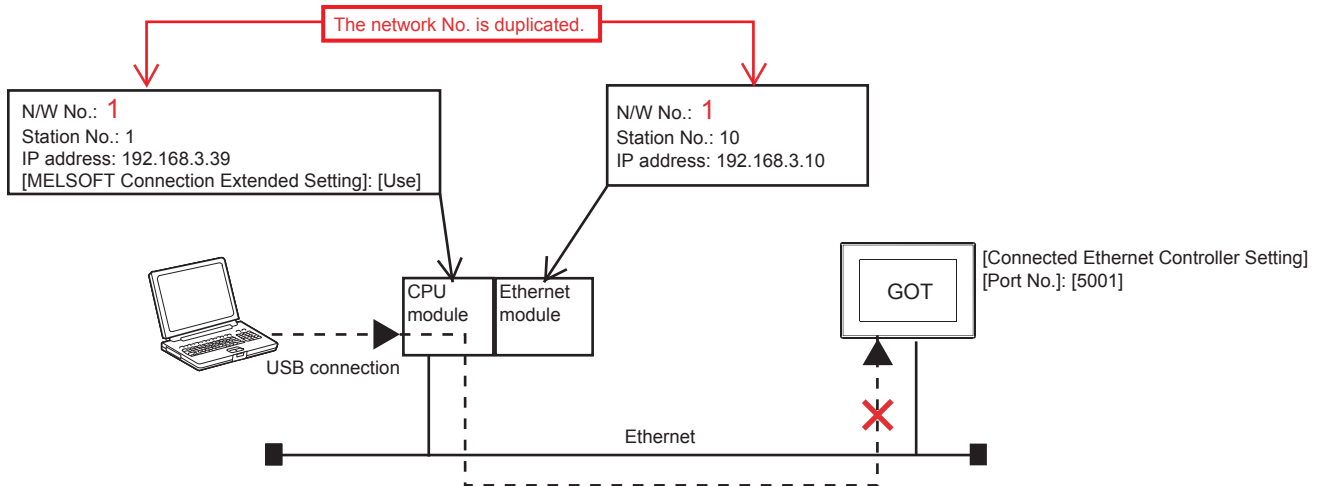 The network No. is duplicated.
N/W No.: 1
Station No.: 1
IP address: 192.168.3.39
[MELSOFT Connection Extended Setting]: [Use]
N/W No.: 1
Station No.: 10
IP address: 192.168.3.10
CPU
module
Ethernet
module
GOT
[Connected Ethernet Controller Setting]
[Port No.]: [5001]
USB connection
Ethernet